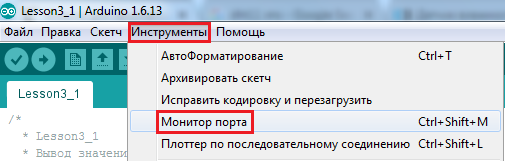 Lesson3_1 | Arduino 1.6.13
Файл Правка Скетч Инструменты Помощь
АвтоФорматирование Ctrl+T
Архивировать скетч
Исправить кодировку и перезагрузить
Монитор порта Ctrl+Shift+M
Плоттер по последовательному соединению Ctrl+Shift+L
Lesson3_1
/*
* Lesson3_1
* Вывод значени